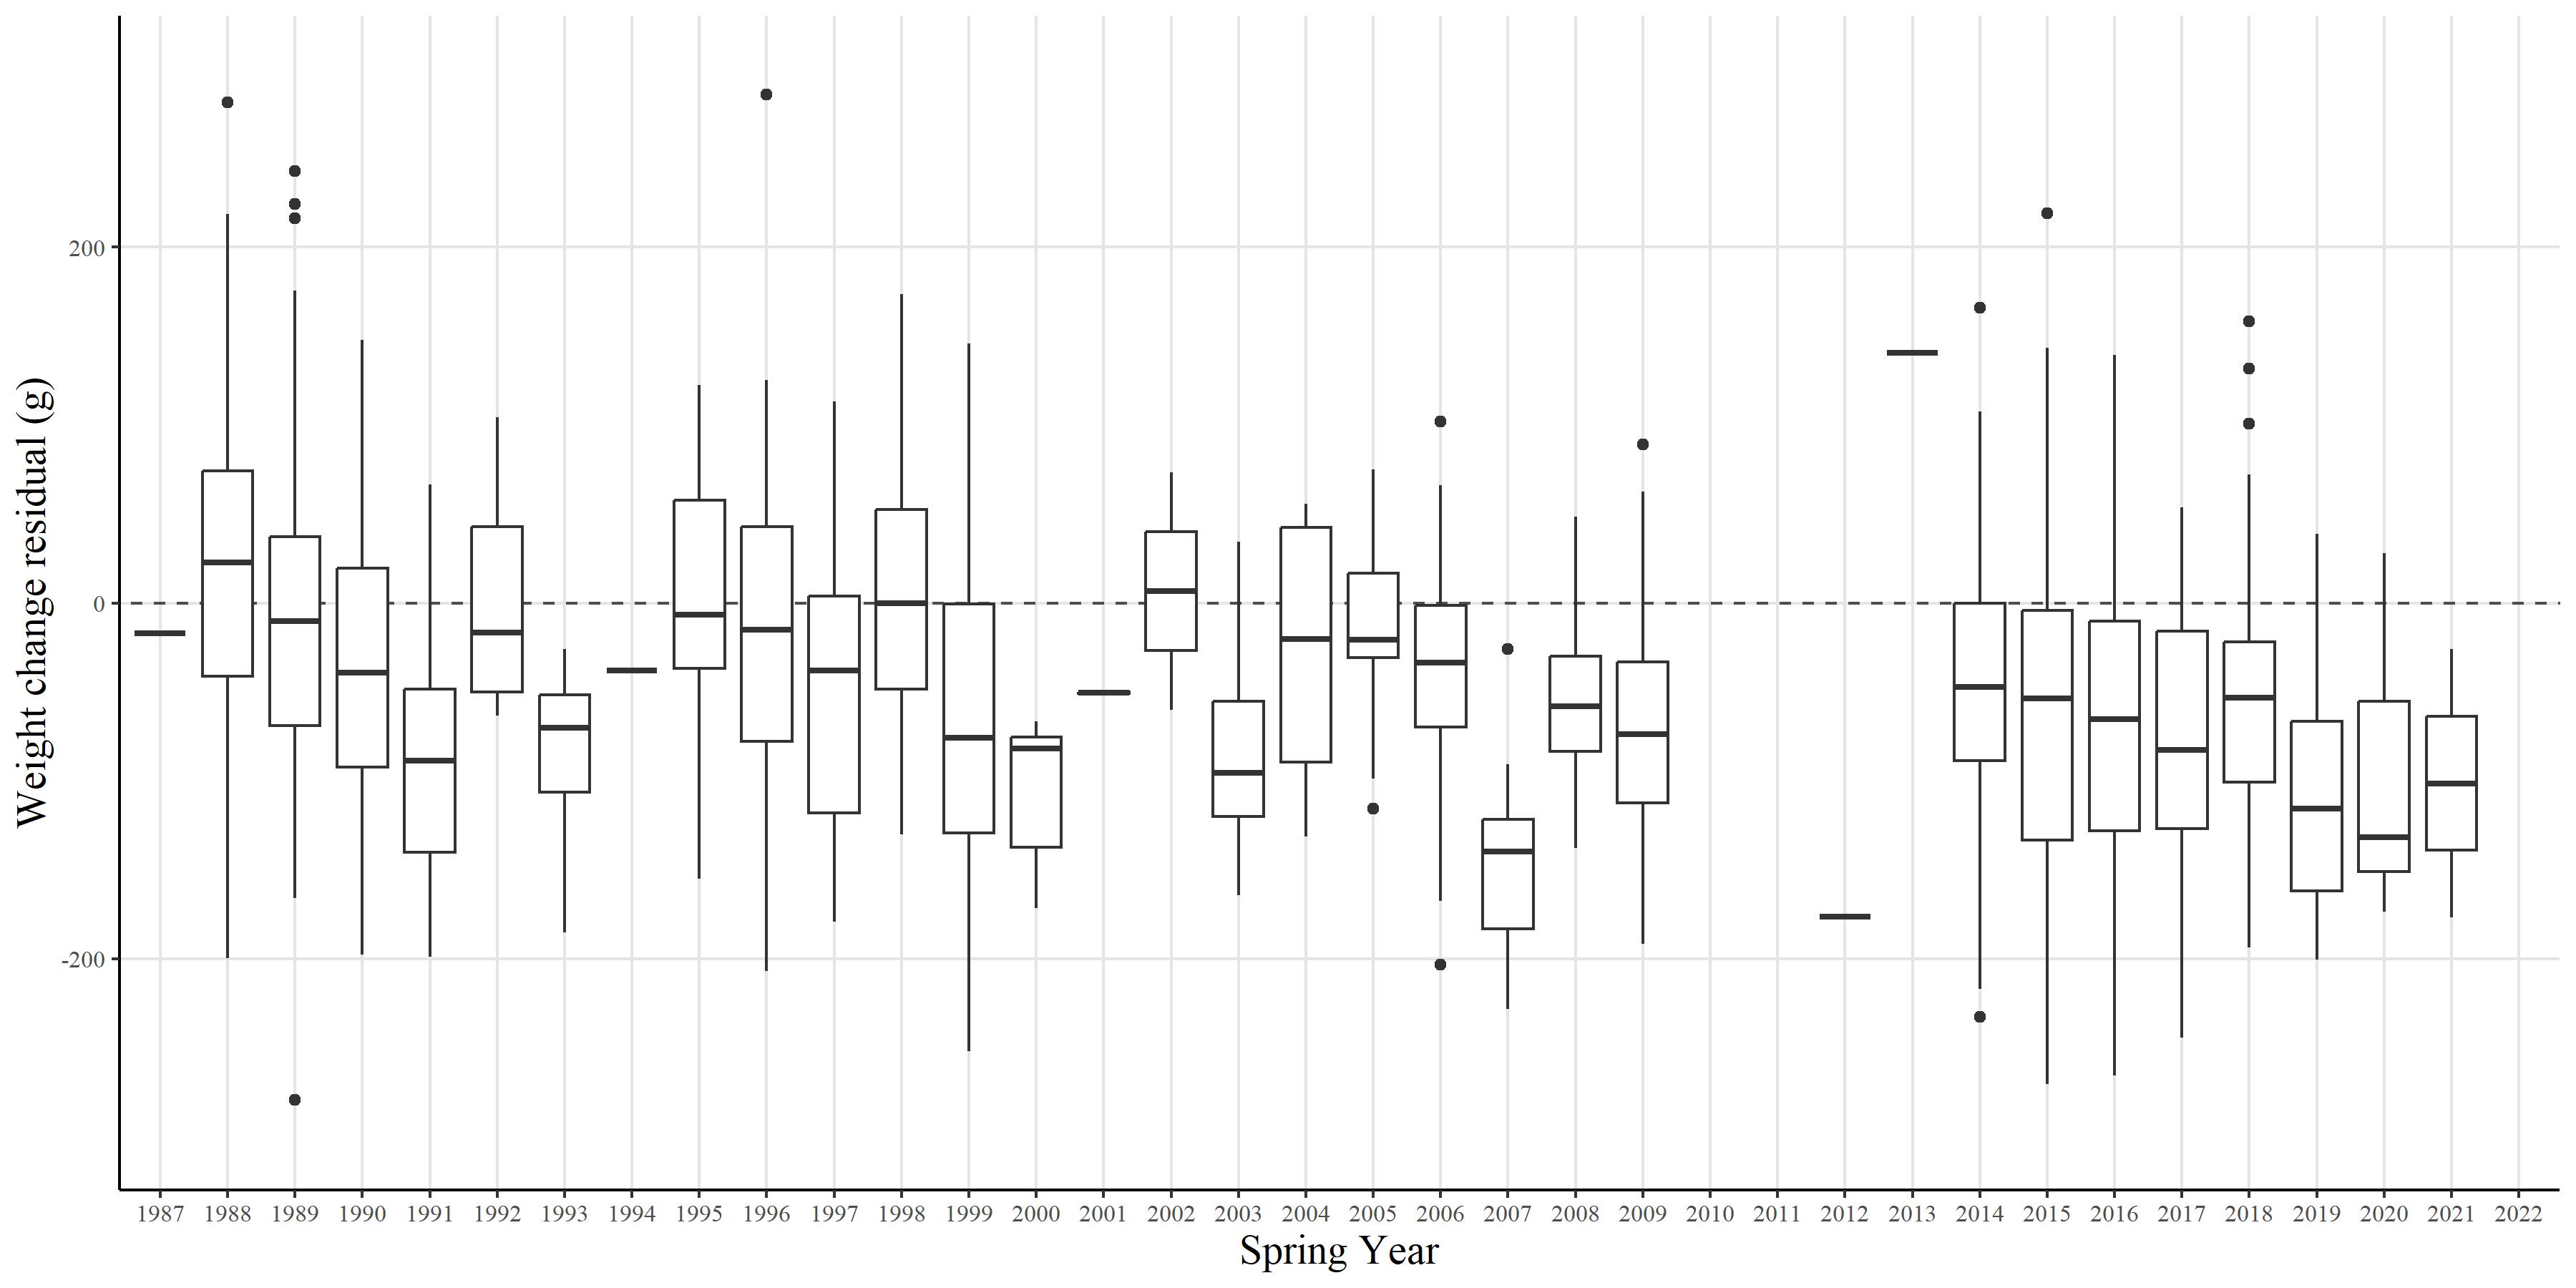 Weight change residual (g)
200
0
-200
1987 1988 1989 1990 1991 1992 1993 1994 1995 1996 1997 1998 1999 2000 2001 2002 2003 2004 2005 2006 2007 2008 2009 2010 2011 2012 2013 2014 2015 2016 2017 2018 2019 2020 2021 2022
Spring Year